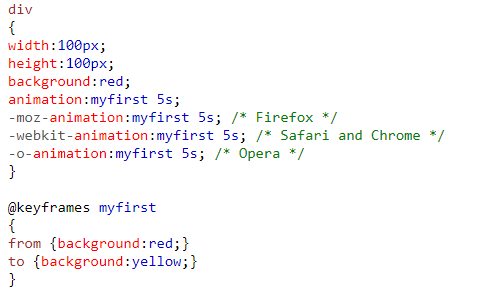 div
{
width:100px;
height:100px;
background:red;
animation:myfirst 5s;
-moz-animation:myfirst 5s; /* Firefox */
-webkit-animation:myfirst 5s; /* Safari and Chrome */
-o-animation:myfirst 5s; /* Opera */
}

@keyframes myfirst
{
from {background:red;}
to {background:yellow;}
}